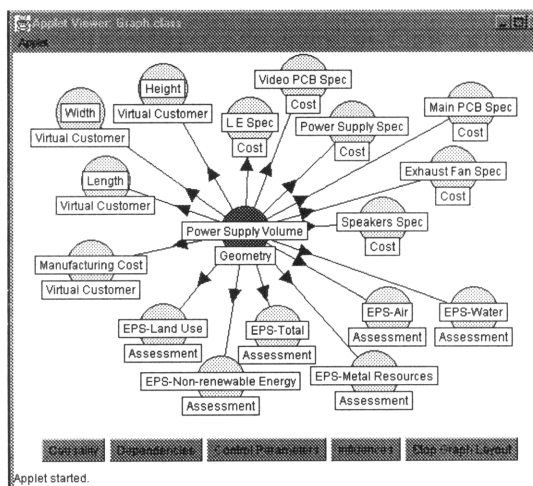 Applet Viewer: Graph.class
Applet
Video PCB Spec
Cost
Height
Virtual Customer
Main PCB Spec
Cost
Width
Virtual Customer
L E Spec
Cost
Power Supply Spec
Cost
Exhaust Fan Spec
Cost
Length
Virtual Customer
Speakers Spec
Cost
Power Supply Volume
Geometry
Manufacturing Cost
Virtual Customer
EPS-Land Use
Assessment
EPS-Total
Assessment
EPS-Air
Assessment
EPS-Water
Assessment
EPS-Non-renewable Energy
Assessment
EPS-Metal Resources
Assessment
Causality
Dependencies
Control Parameters
Influences
Stop Graph Layout
Applet started.